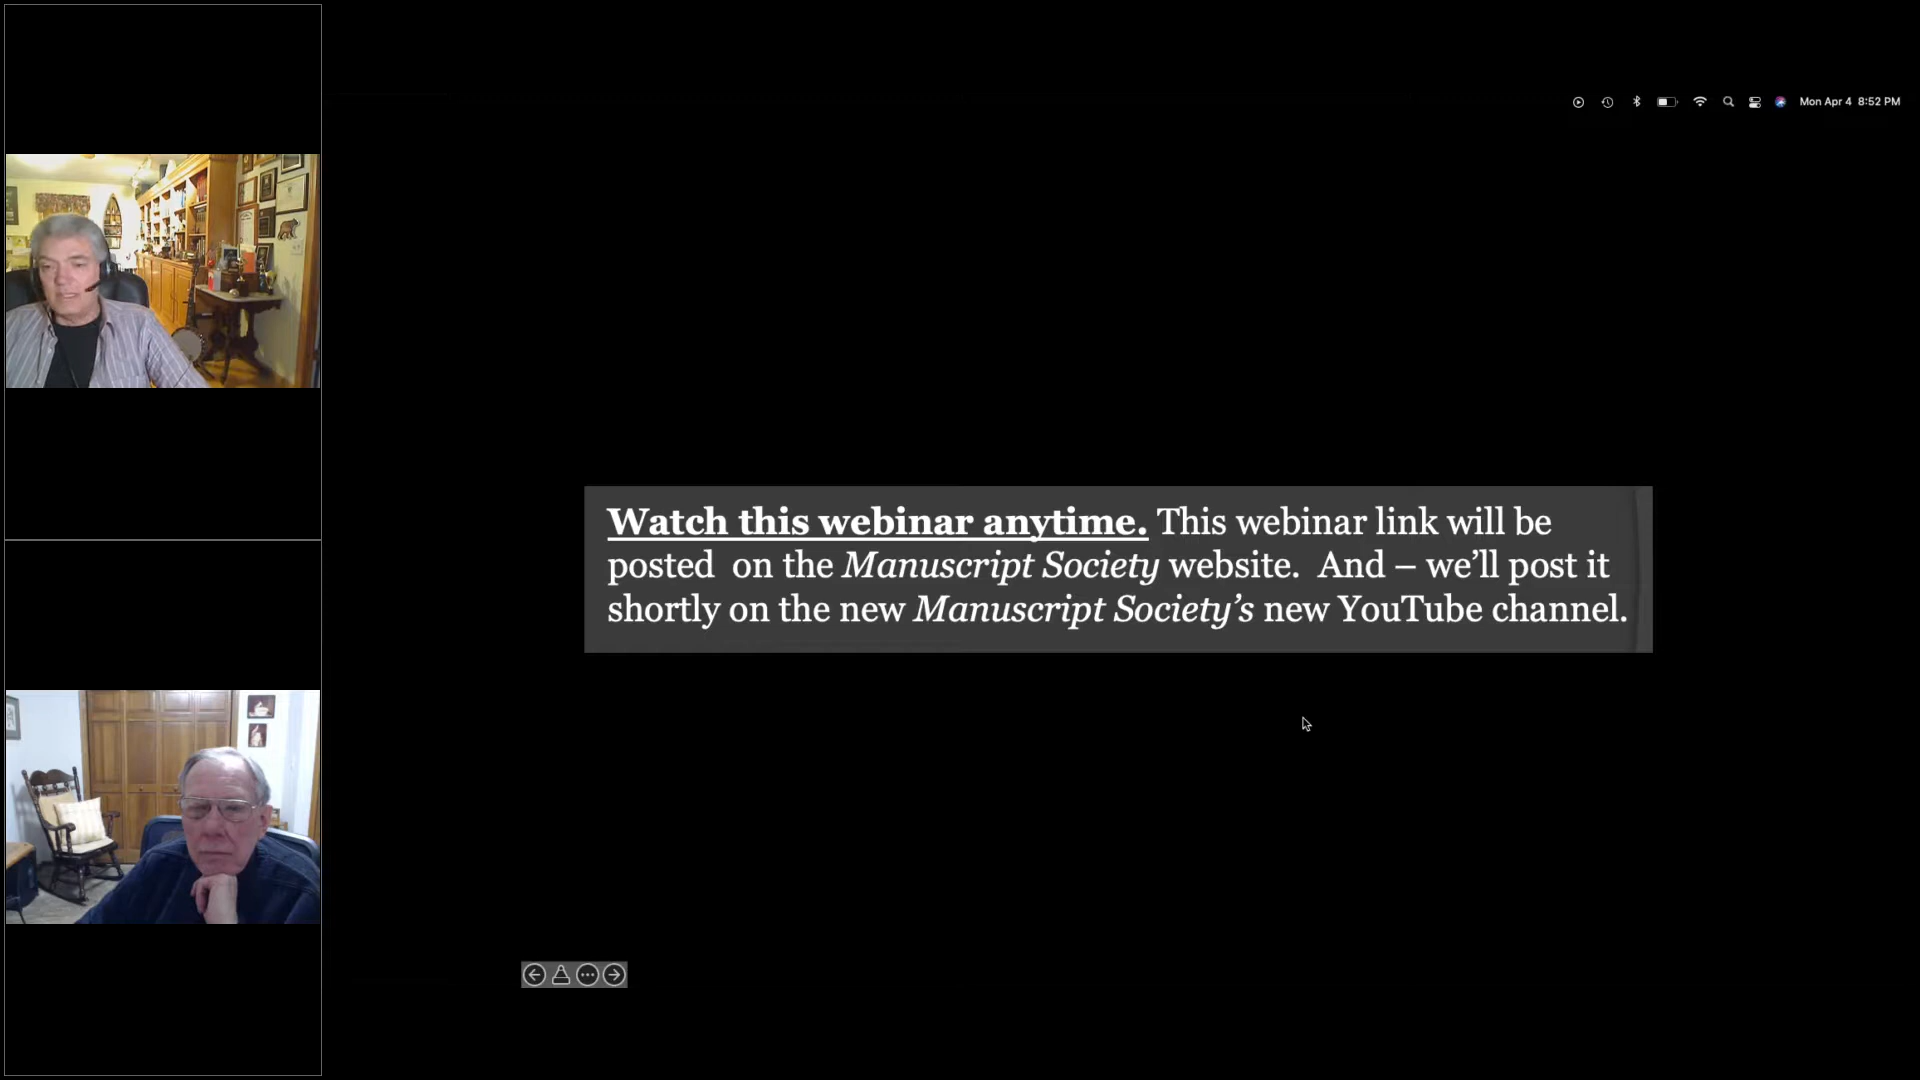 Mon Apr 4 8:52 PM
Watch this webinar anytime. This webinar link will be
posted on the Manuscript Society website. And – we’ll post it
shortly on the new Manuscript Society’s new YouTube channel.